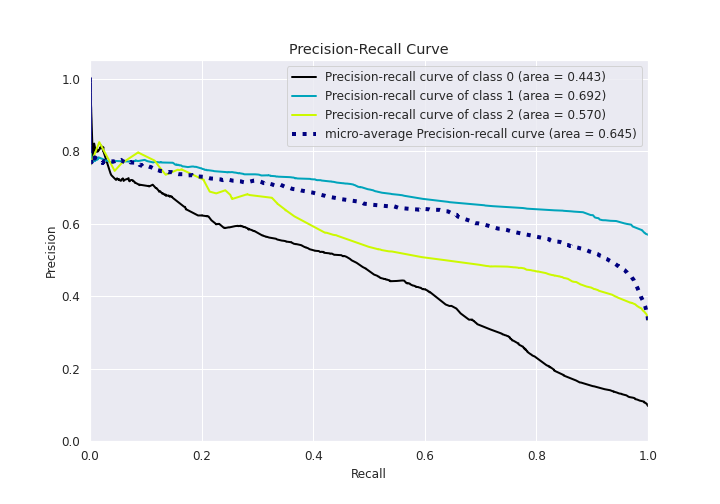 Precision-Recall Curve
Precision-recall curve of class 0 (area = 0.443)
Precision-recall curve of class 1 (area = 0.692)
Precision-recall curve of class 2 (area = 0.570)
micro-average Precision-recall curve (area = 0.645)
Precision
1.0
0.8
0.6
0.4
0.2
0.0
0.0 0.2 0.4 0.6 0.8 1.0
Recall